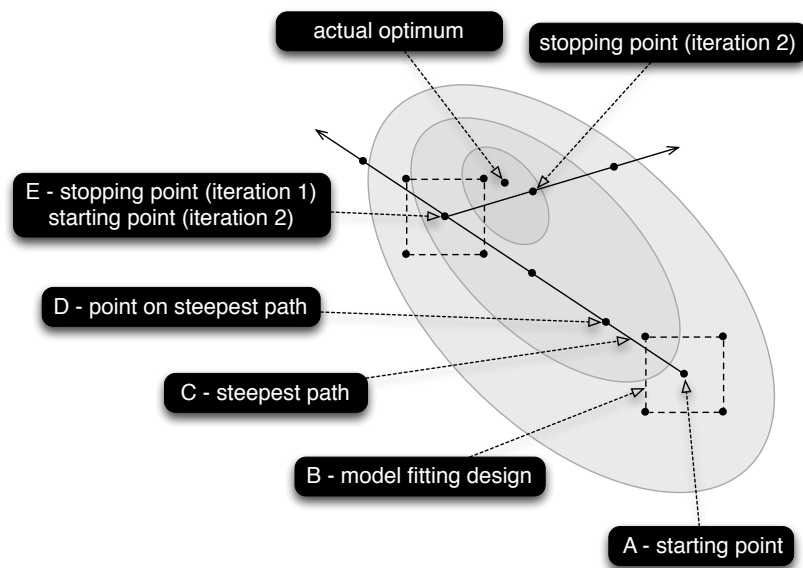 actual optimum
stopping point (iteration 2)
E - stopping point (iteration 1)
starting point (iteration 2)
D - point on steepest path
C - steepest path
B - model fitting design
A - starting point